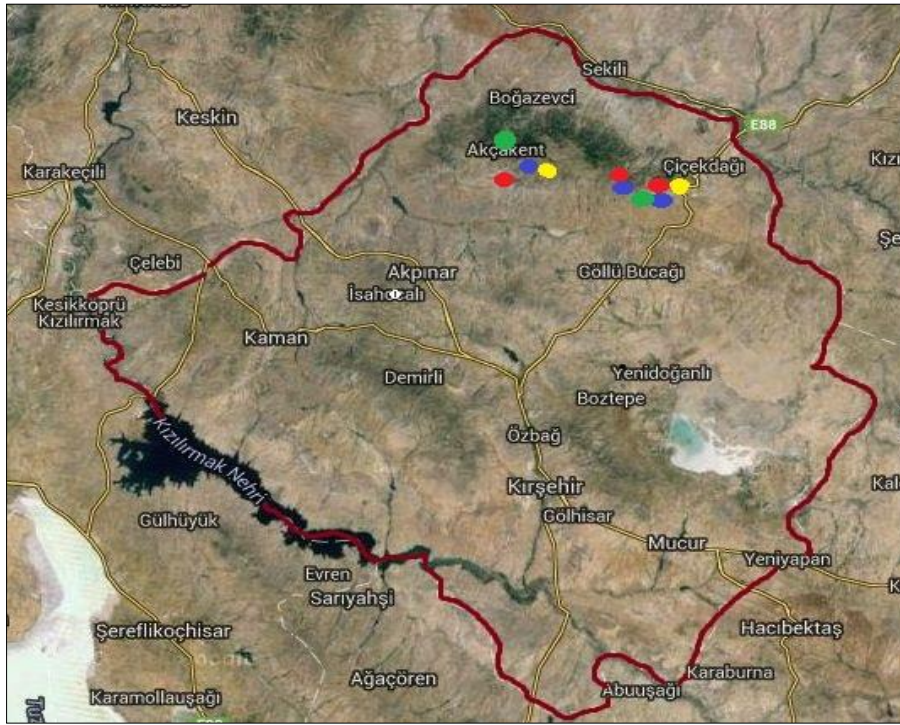 Sekili
Boğazevci
Keskin
E88
Akçakent
Çiçekdağı
Karakeçili
Çelebi
Akpınar
Göllü Bucağı
İsahocalı
Kesikköprü
Kızılırmak
Kaman
Demirli
Yenidoğanlı
Boztepe
Özbağ
Kızılırmak Nehri
Kırşehir
Gülhüyük
Gölhisar
Mucur
Yeniyapan
Evren
Sarıyahşi
Şereflikoçhisar
Hacıbektaş
Ağaçören
Karaburna
Abuuşağı
Karamollauşağı